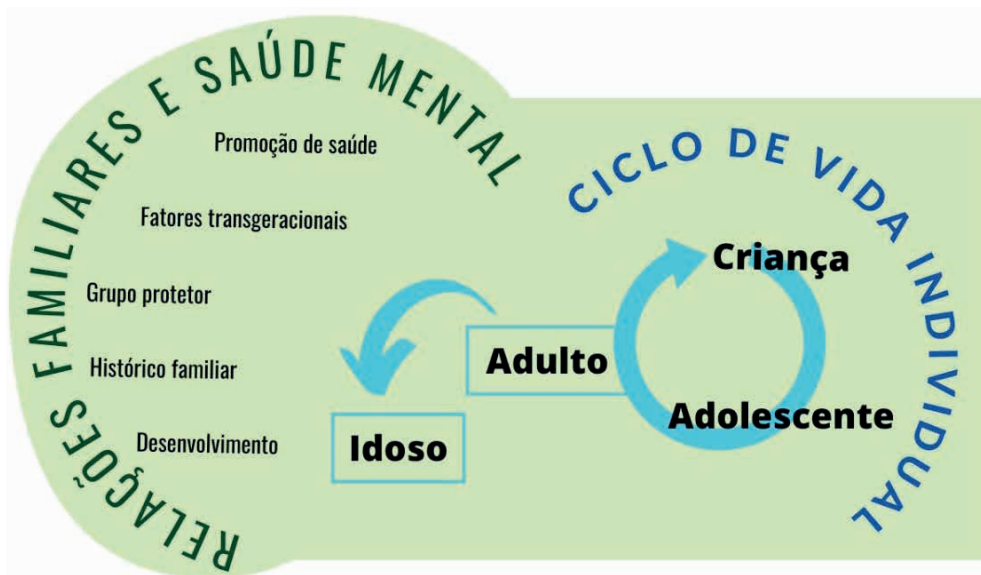 RELAÇÕES FAMILIARES E SAÚDE MENTAL
Promoção de saúde
Fatores transgeracionais
Grupo protetor
Histórico familiar
Desenvolvimento
CICLO DE VIDA INDIVIDUAL
Criança
Adolescente
Adulto
Idoso